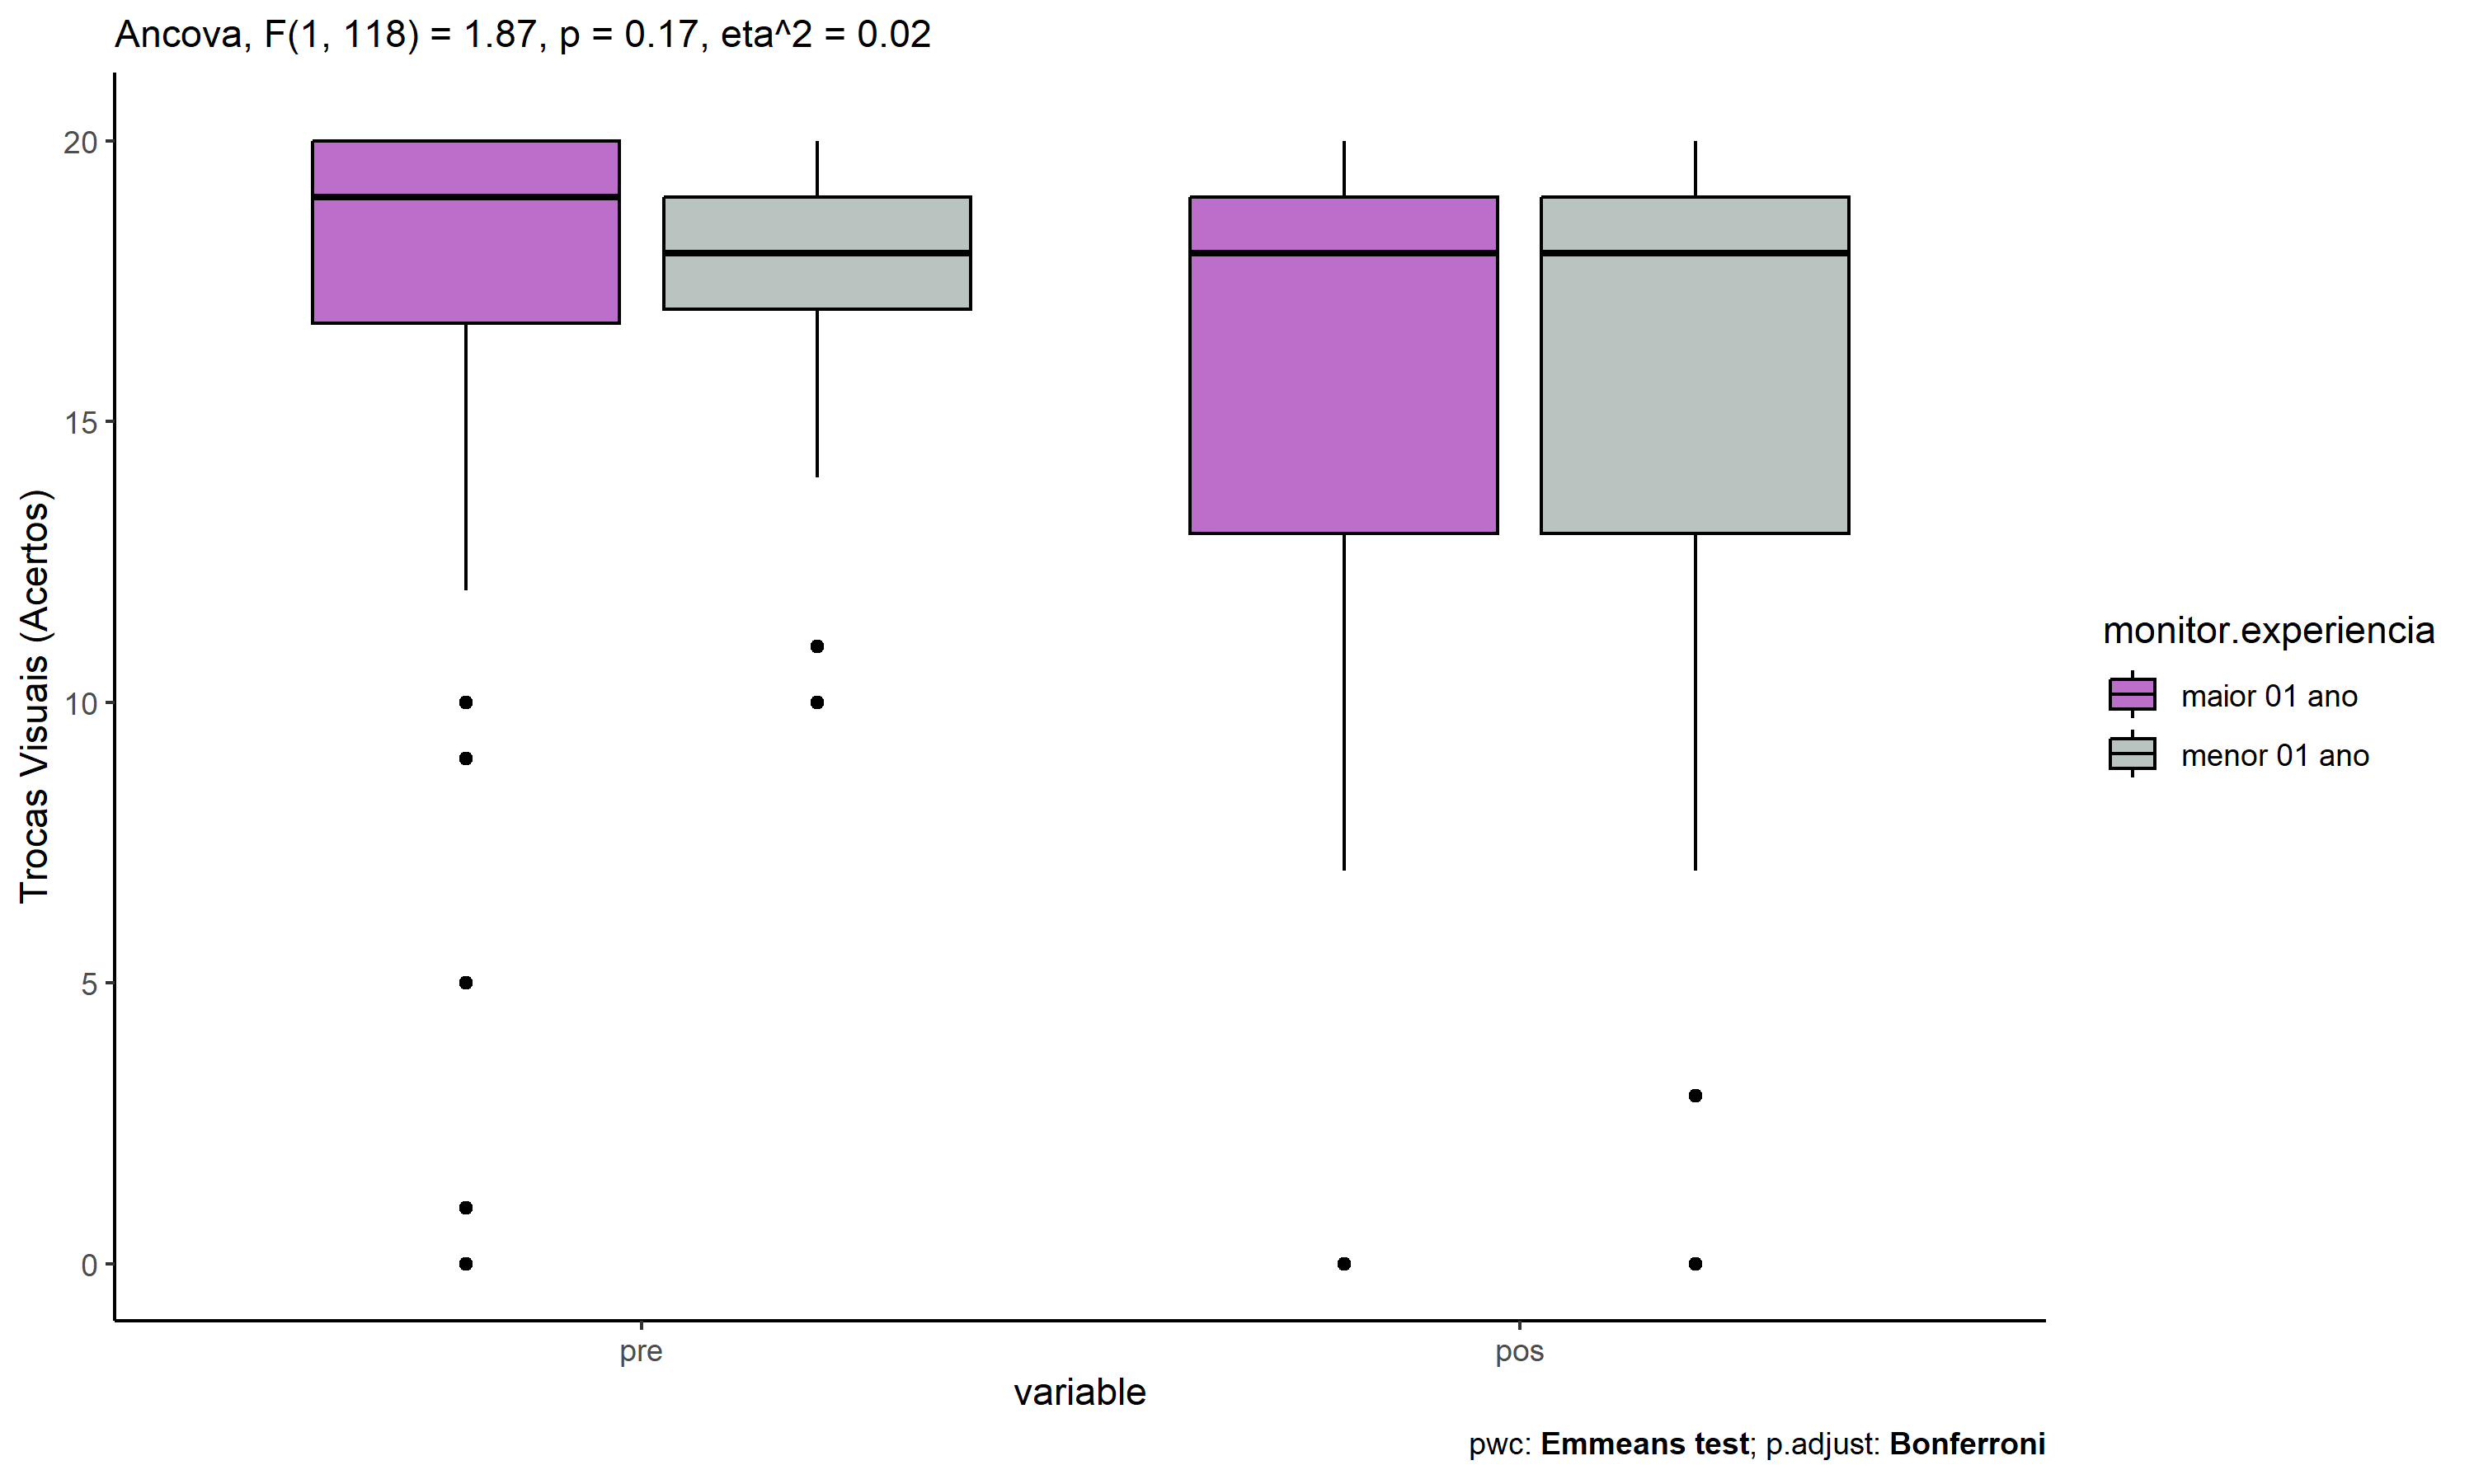 Ancova, F(1, 118) = 1.87, p = 0.17, eta^2 = 0.02
Trocas Visuais (Acertos)
20
15
10
5
0
pre
pos
variable
monitor.experiencia
maior 01 ano
menor 01 ano
pwc: Emmeans test; p.adjust: Bonferroni